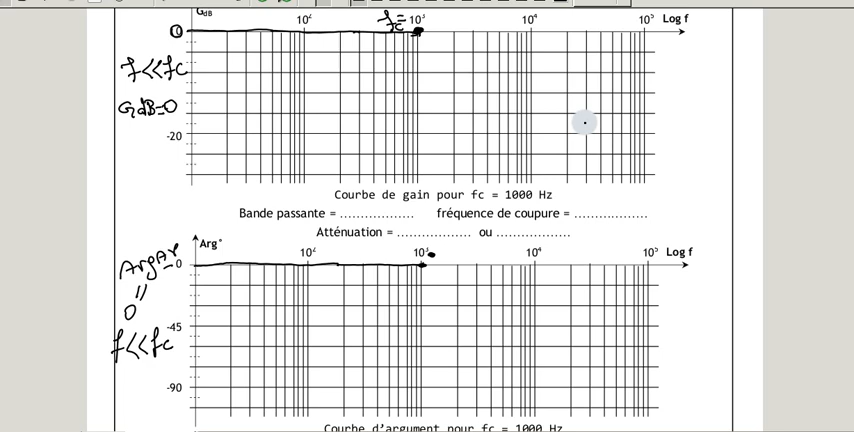 GdB
10² fc= 10³ 10⁴ 10⁵ Log f
0
f<<fc
GdB=0
-20
Courbe de gain pour fc = 1000 Hz
Bande passante = .................. fréquence de coupure = ..................
Atténuation = .................. ou ..................
Arg°
10² 10³ 10⁴ 10⁵ Log f
ArgAv
0
"
0
-45
f<<fc
-90
Courbe d'argument pour fc = 1000 Hz